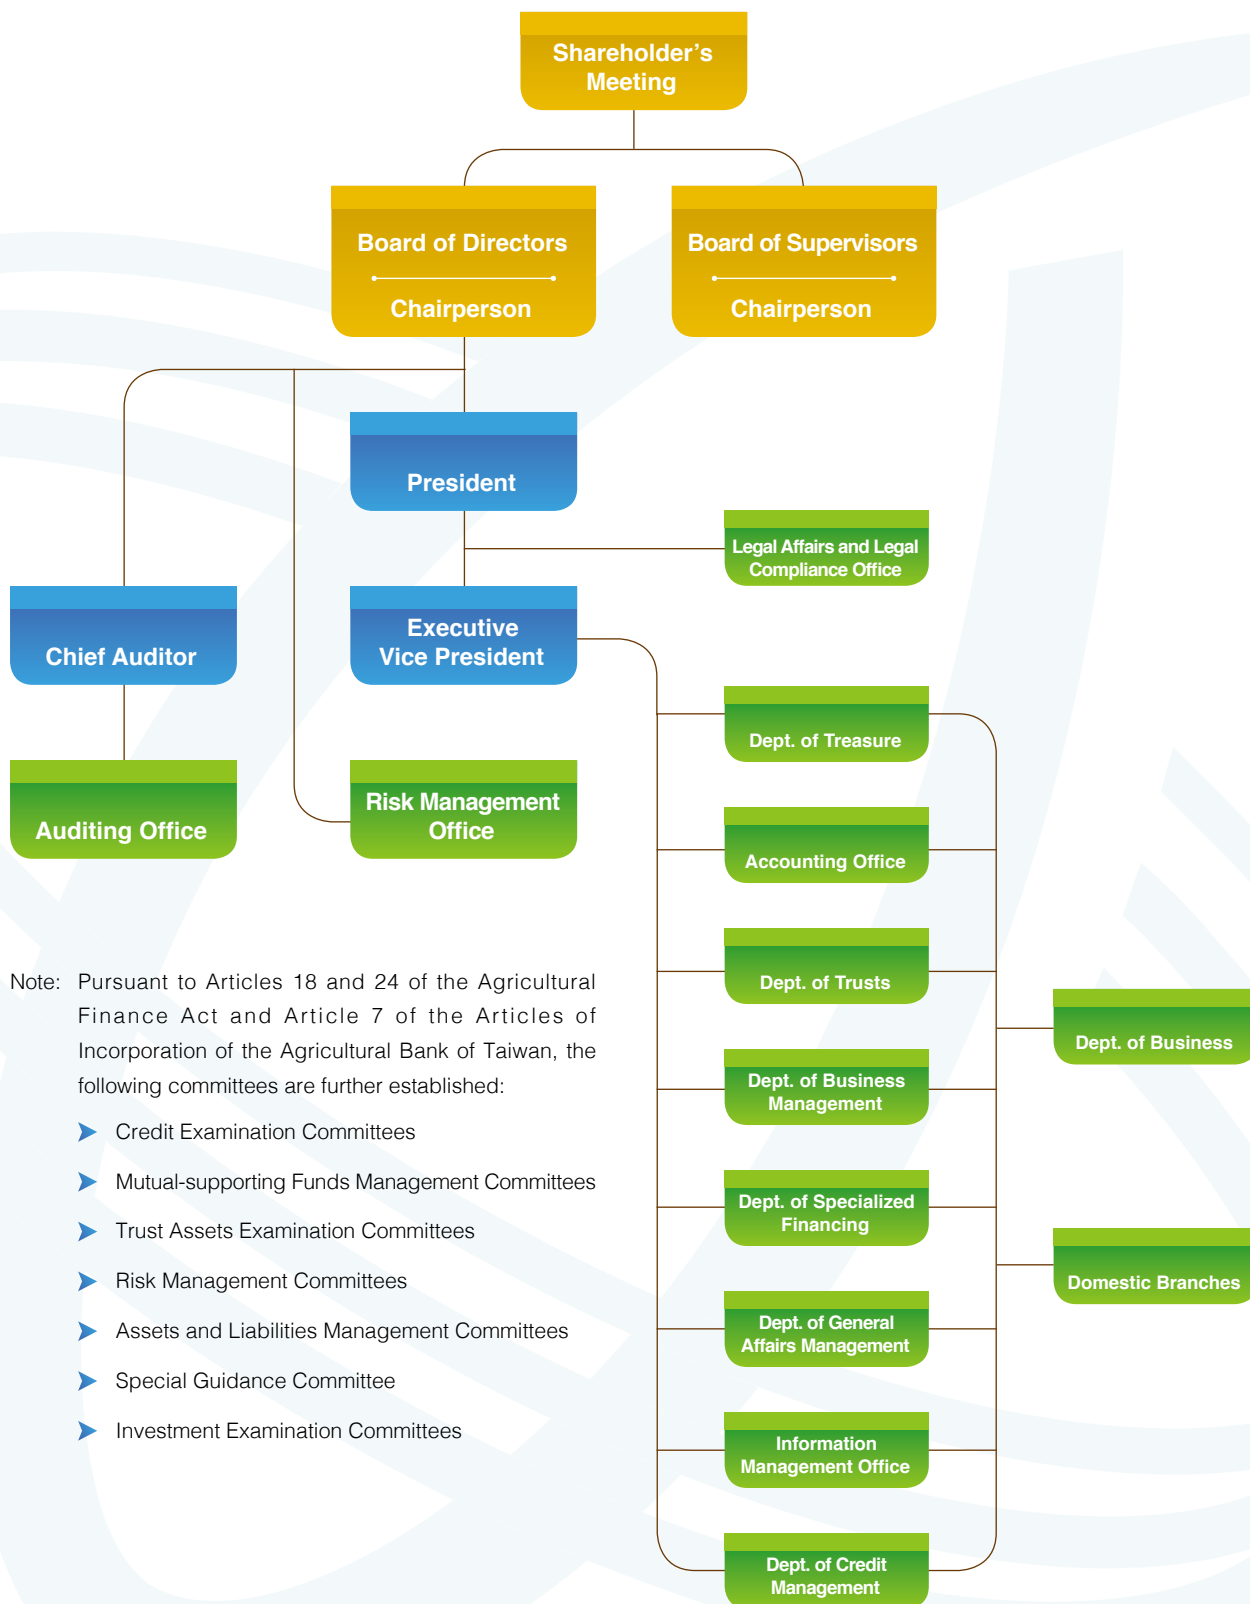 Shareholder's
Meeting
Board of Directors
Chairperson
Board of Supervisors
Chairperson
President
Legal Affairs and Legal
Compliance Office
Chief Auditor
Executive
Vice President
Dept. of Treasure
Auditing Office
Risk Management
Office
Accounting Office
Dept. of Trusts
Dept. of Business
Management
Dept. of Specialized
Financing
Dept. of General
Affairs Management
Information
Management Office
Dept. of Credit
Management
Dept. of Business
Domestic Branches
Note: Pursuant to Articles 18 and 24 of the Agricultural
Finance Act and Article 7 of the Articles of
Incorporation of the Agricultural Bank of Taiwan, the
following committees are further established:
Credit Examination Committees
Mutual-supporting Funds Management Committees
Trust Assets Examination Committees
Risk Management Committees
Assets and Liabilities Management Committees
Special Guidance Committee
Investment Examination Committees